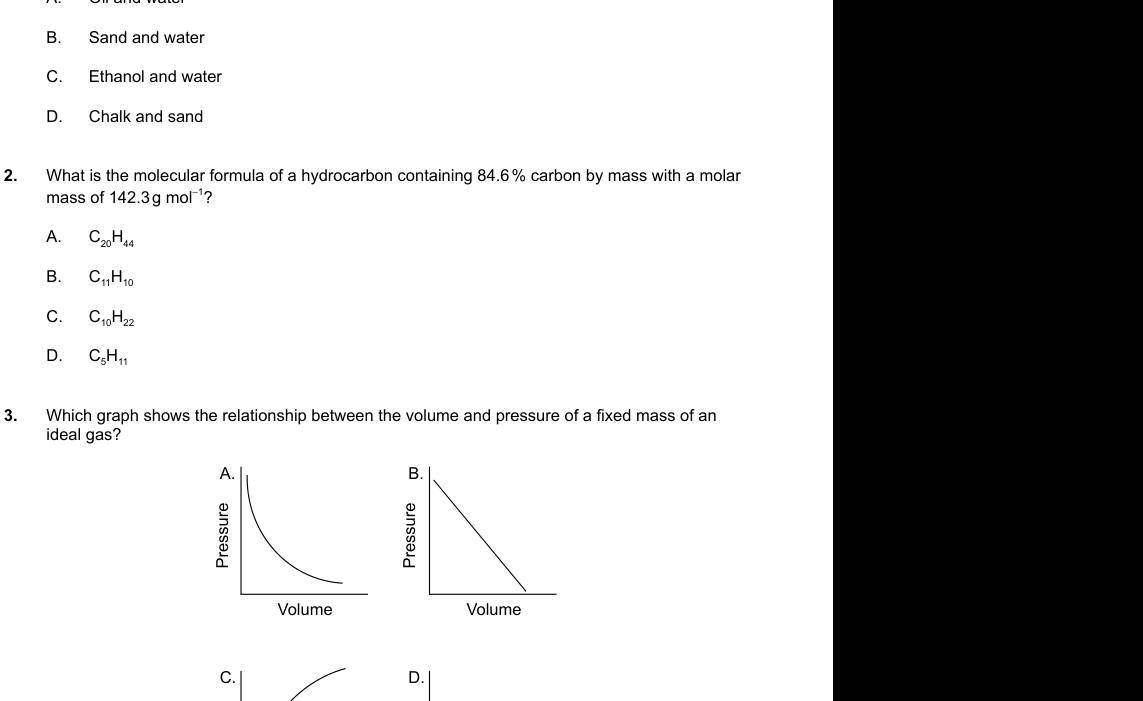 B. Sand and water
C. Ethanol and water
D. Chalk and sand
2. What is the molecular formula of a hydrocarbon containing 84.6 % carbon by mass with a molar
mass of 142.3 g mol⁻¹?
A. C₂₀H₄₄
B. C₁₁H₁₀
C. C₁₀H₂₂
D. C₅H₁₁
3. Which graph shows the relationship between the volume and pressure of a fixed mass of an
ideal gas?
A. B.
Pressure Pressure
Volume Volume
C. D.